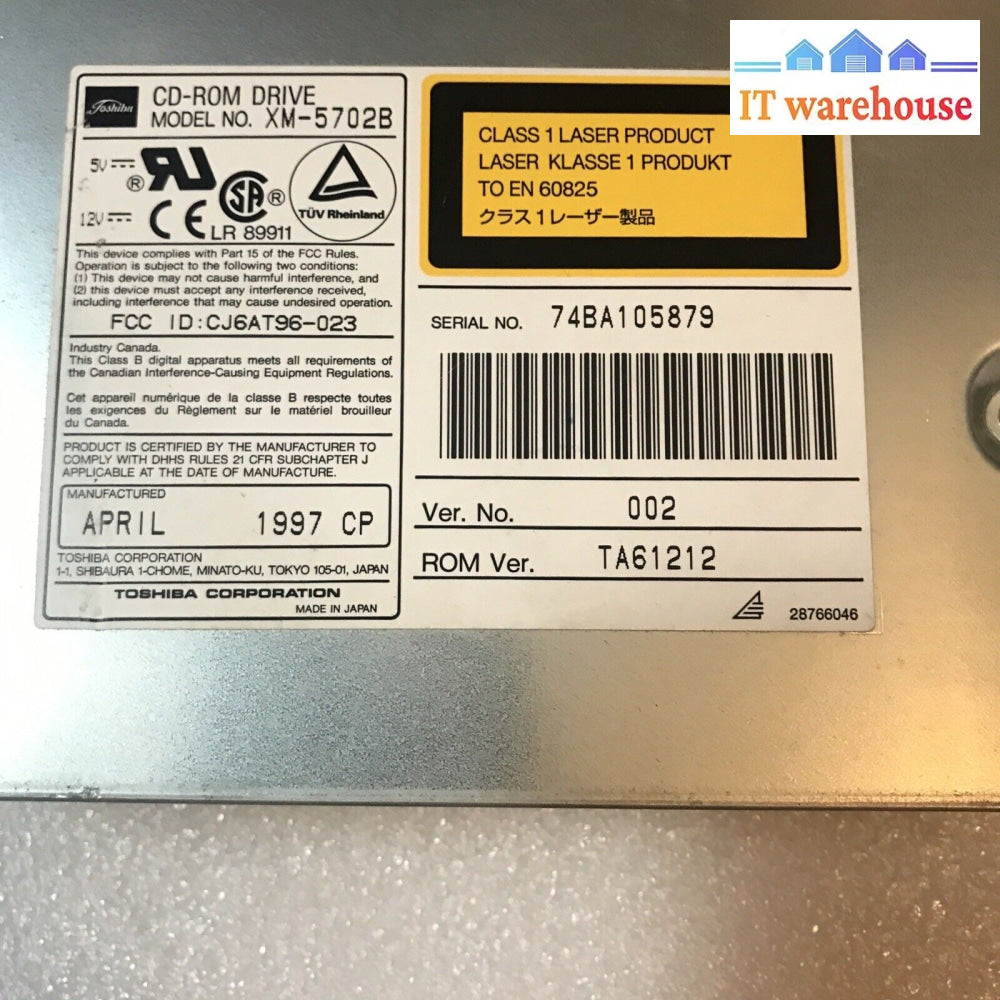 IT warehouse
Toshiba
CD-ROM DRIVE
MODEL NO. XM-5702B
5V
12V
® RU
SA ®
CE
LR 89911
TÜV Rheinland
This device complies with Part 15 of the FCC Rules.
Operation is subject to the following two conditions:
(1) This device may not cause harmful interference, and
(2) this device must accept any interference received,
including interference that may cause undesired operation.
FCC ID:CJ6AT96-023
Industry Canada.
This Class B digital apparatus meets all requirements of
the Canadian Interference-Causing Equipment Regulations.
Cet appareil numérique de la classe B respecte toutes
les exigences du Règlement sur le matériel brouilleur
du Canada.
PRODUCT IS CERTIFIED BY THE MANUFACTURER TO
COMPLY WITH DHHS RULES 21 CFR SUBCHAPTER J
APPLICABLE AT THE DATE OF MANUFACTURE.
MANUFACTURED
APRIL 1997 CP
TOSHIBA CORPORATION
1-1, SHIBAURA 1-CHOME, MINATO-KU, TOKYO 105-01, JAPAN
TOSHIBA CORPORATION
MADE IN JAPAN
CLASS 1 LASER PRODUCT
LASER KLASSE 1 PRODUKT
TO EN 60825
クラス1レーザー製品
SERIAL NO. 74BA105879
Ver. No. 002
ROM Ver. TA61212
28766046